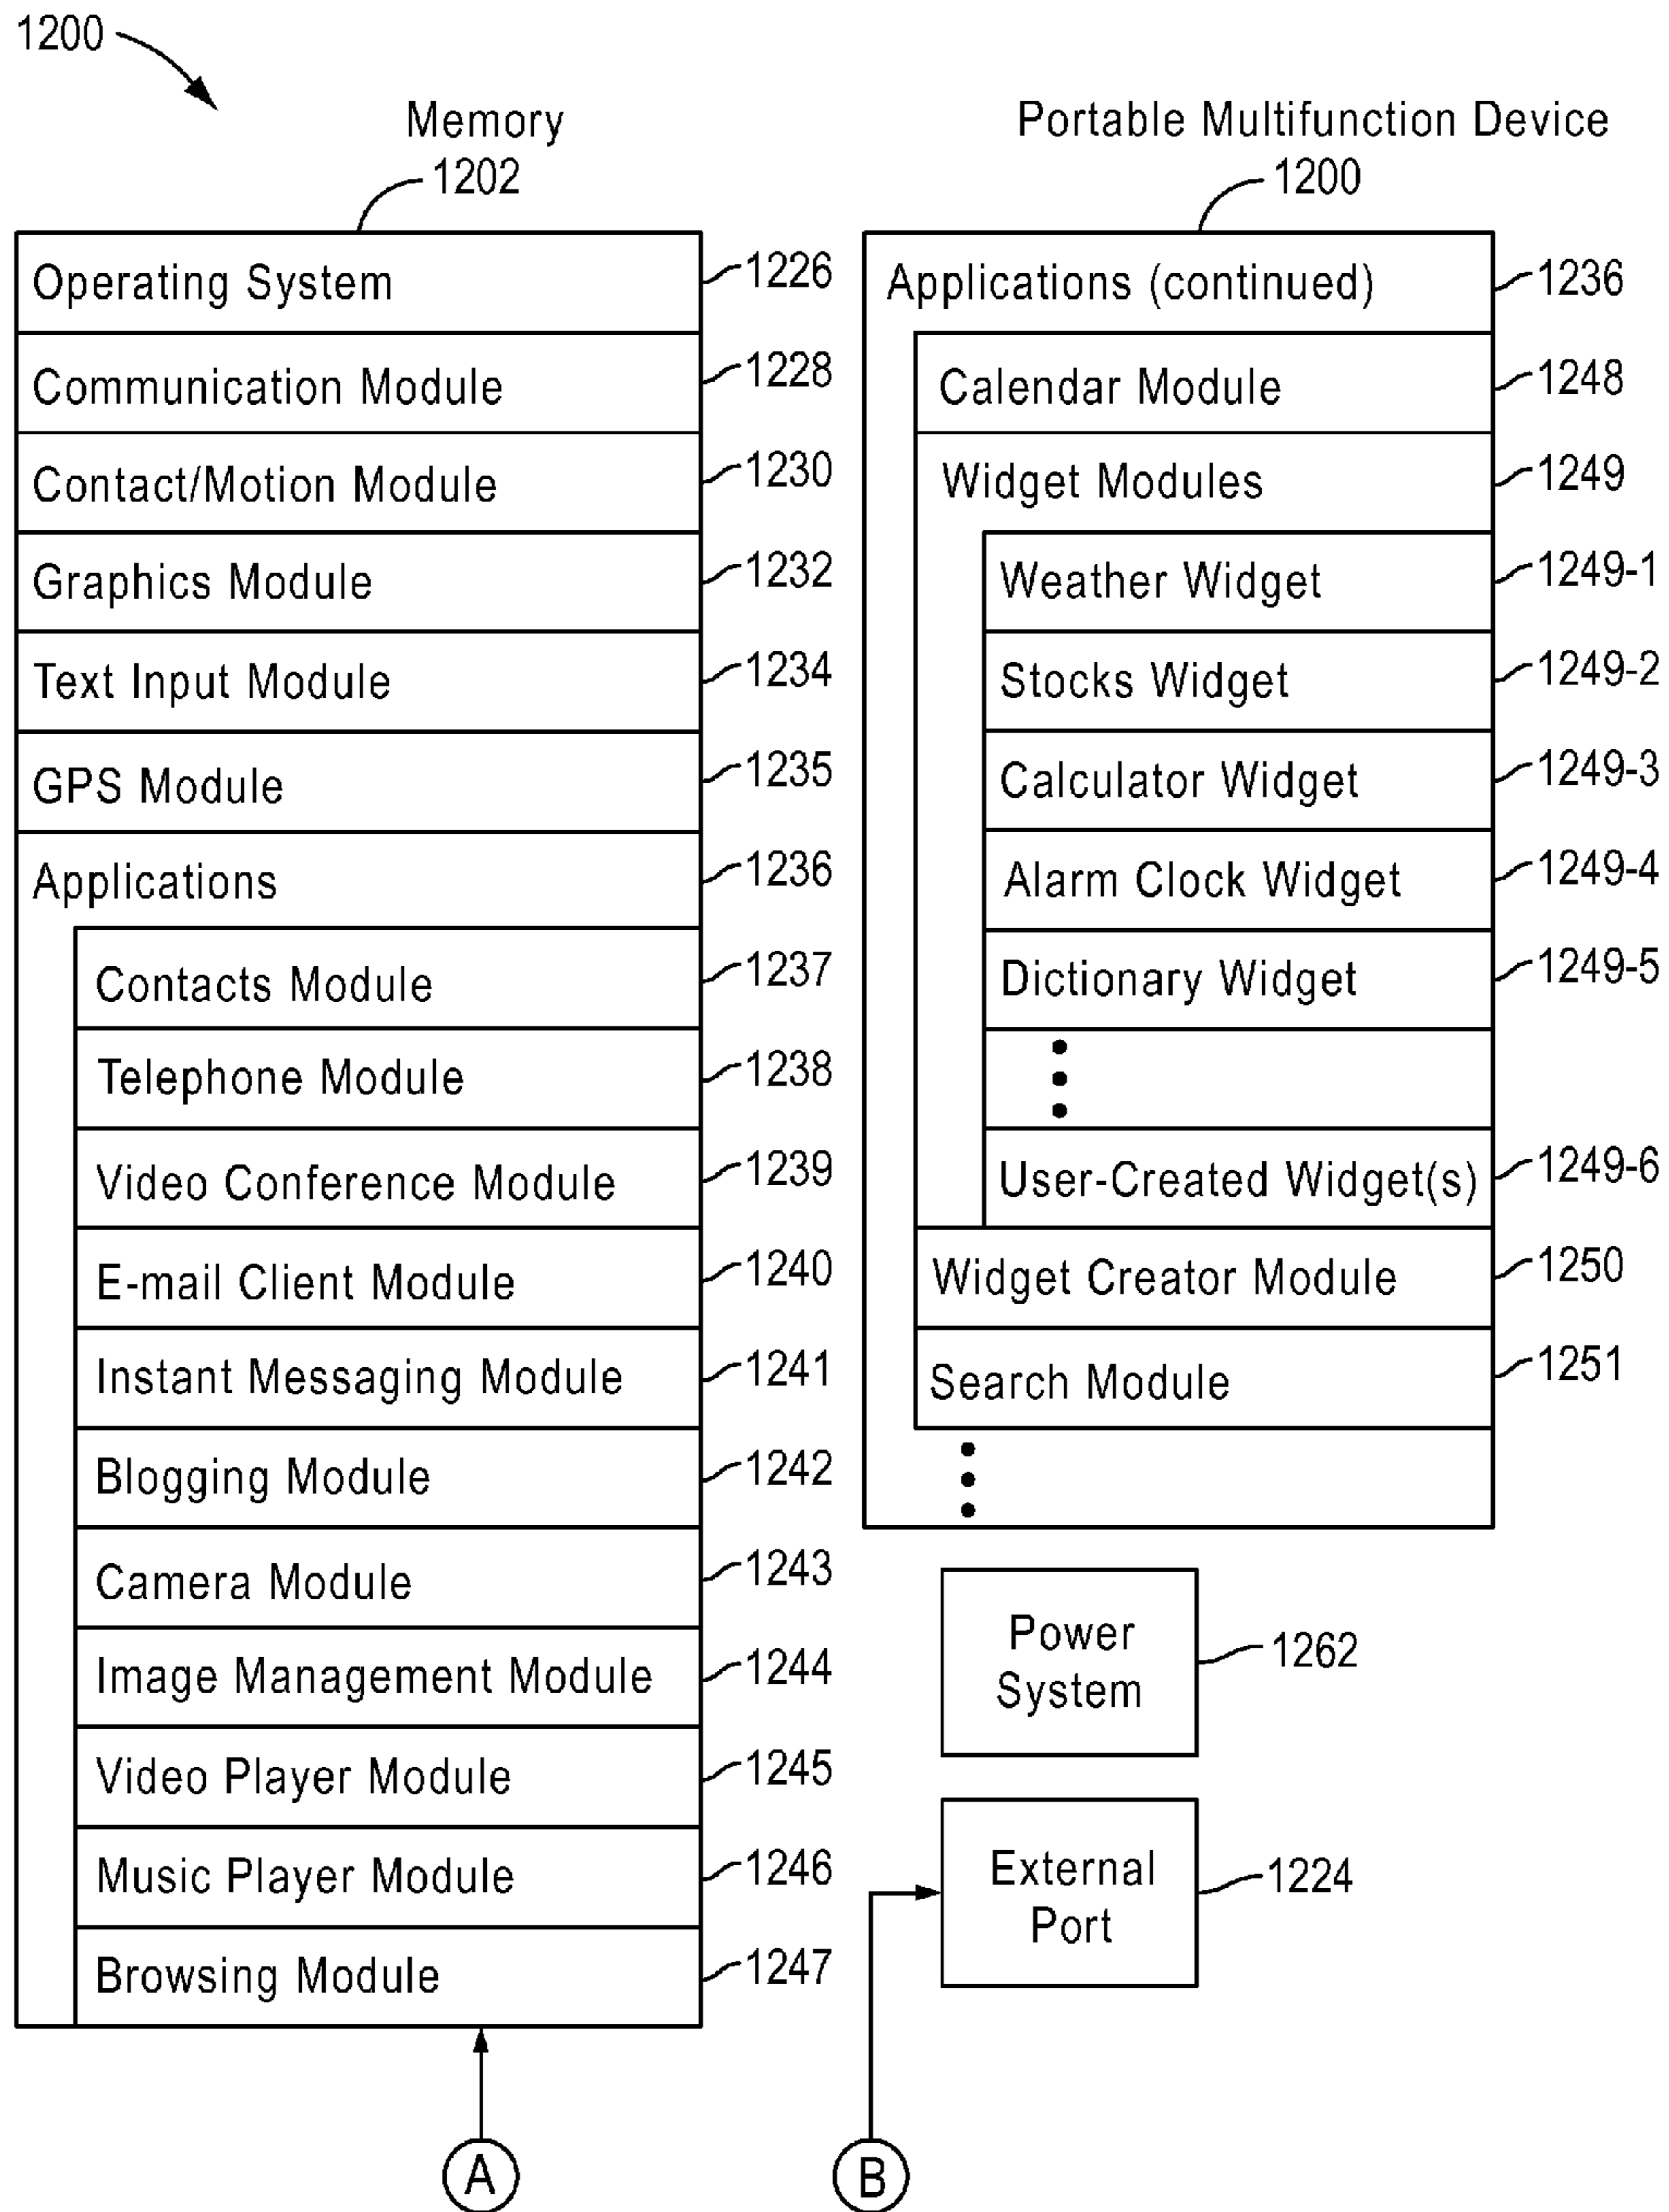 1200
Memory
1202
Operating System 1226
Communication Module 1228
Contact/Motion Module 1230
Graphics Module 1232
Text Input Module 1234
GPS Module 1235
Applications 1236
Contacts Module 1237
Telephone Module 1238
Video Conference Module 1239
E-mail Client Module 1240
Instant Messaging Module 1241
Blogging Module 1242
Camera Module 1243
Image Management Module 1244
Video Player Module 1245
Music Player Module 1246
Browsing Module 1247
A
Portable Multifunction Device
1200
Applications (continued) 1236
Calendar Module 1248
Widget Modules 1249
Weather Widget 1249-1
Stocks Widget 1249-2
Calculator Widget 1249-3
Alarm Clock Widget 1249-4
Dictionary Widget 1249-5
User-Created Widget(s) 1249-6
Widget Creator Module 1250
Search Module 1251
Power
System
1262
External
Port
1224
B